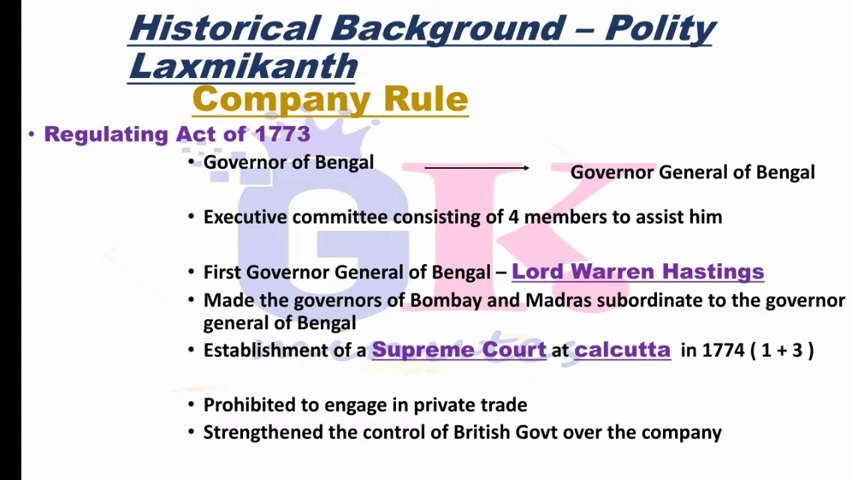 Historical Background – Polity
Laxmikanth
Company Rule
• Regulating Act of 1773
• Governor of Bengal
Governor General of Bengal
• Executive committee consisting of 4 members to assist him
• First Governor General of Bengal – Lord Warren Hastings
• Made the governors of Bombay and Madras subordinate to the governor
general of Bengal
• Establishment of a Supreme Court at calcutta in 1774 ( 1 + 3 )
• Prohibited to engage in private trade
• Strengthened the control of British Govt over the company
GK